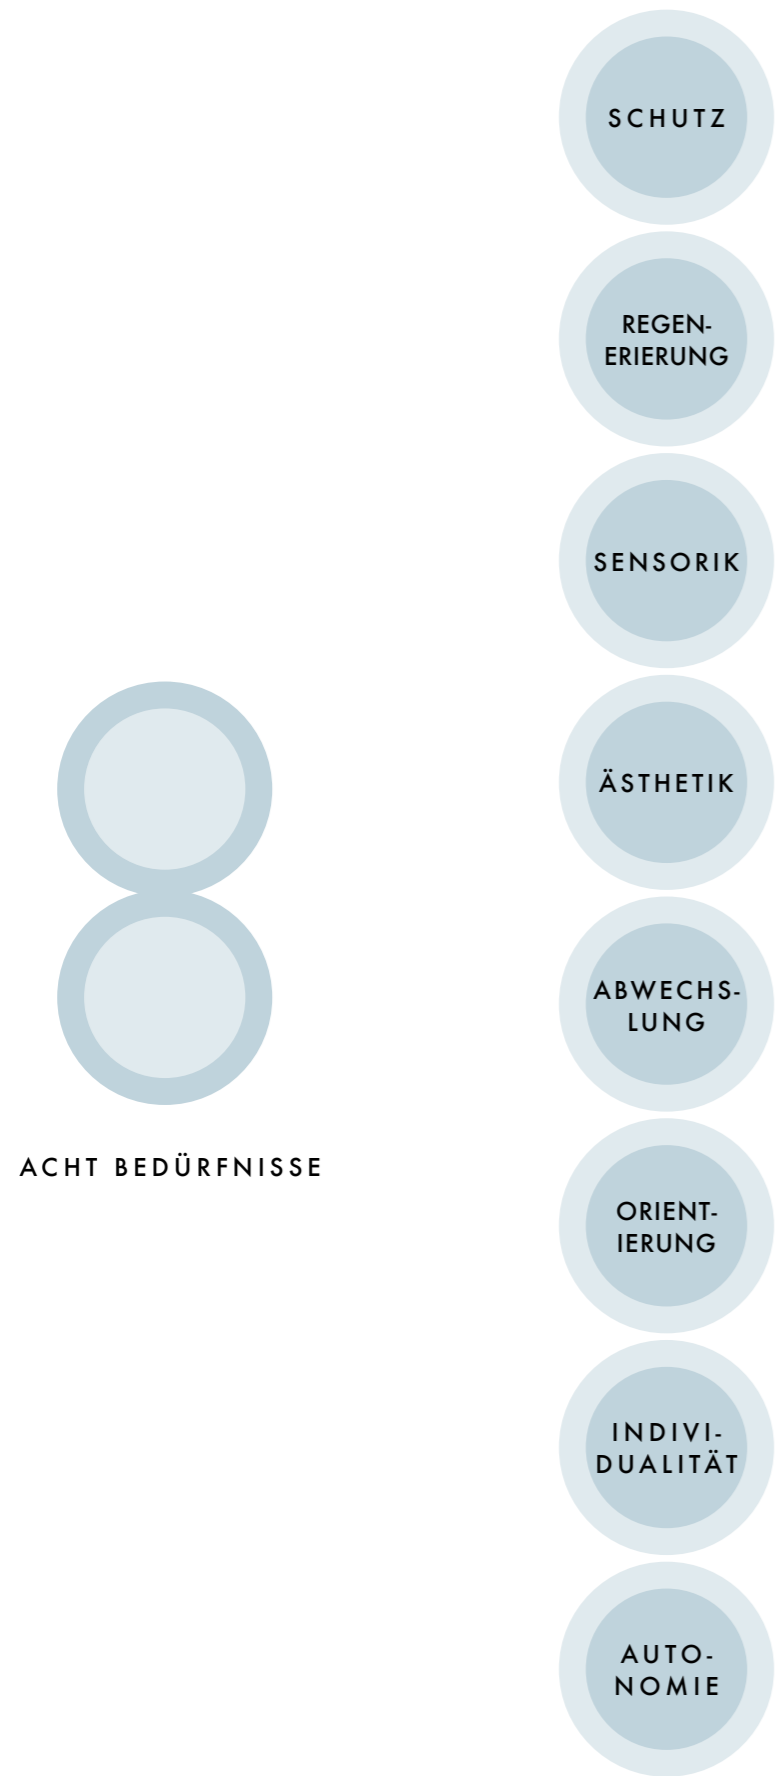 SCHUTZ
REGEN-
ERIERUNG
SENSORIK
ÄSTHETIK
ABWECHS-
LUNG
ACHT BEDÜRFNISSE
ORIENT-
IERUNG
INDIVI-
DUALITÄT
AUTO-
NOMIE